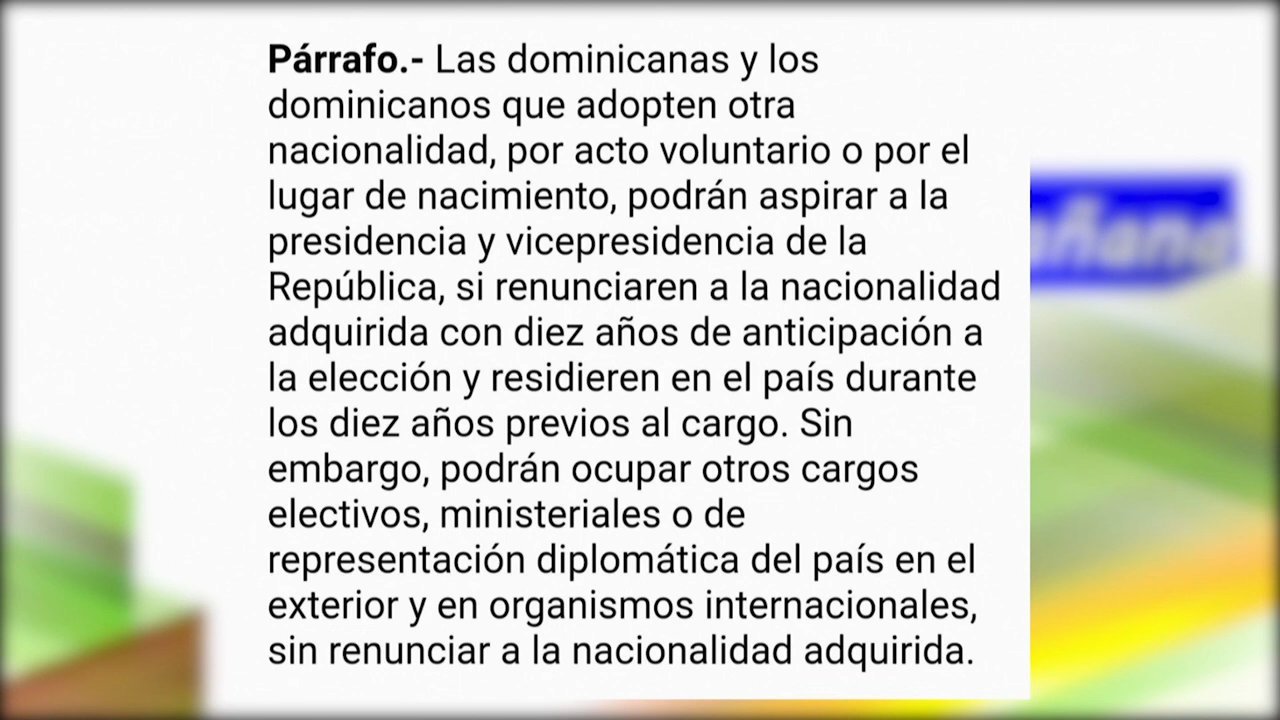 Párrafo.- Las dominicanas y los
dominicanos que adopten otra
nacionalidad, por acto voluntario o por el
lugar de nacimiento, podrán aspirar a la
presidencia y vicepresidencia de la
República, si renunciaren a la nacionalidad
adquirida con diez años de anticipación a
la elección y residieren en el país durante
los diez años previos al cargo. Sin
embargo, podrán ocupar otros cargos
electivos, ministeriales o de
representación diplomática del país en el
exterior y en organismos internacionales,
sin renunciar a la nacionalidad adquirida.